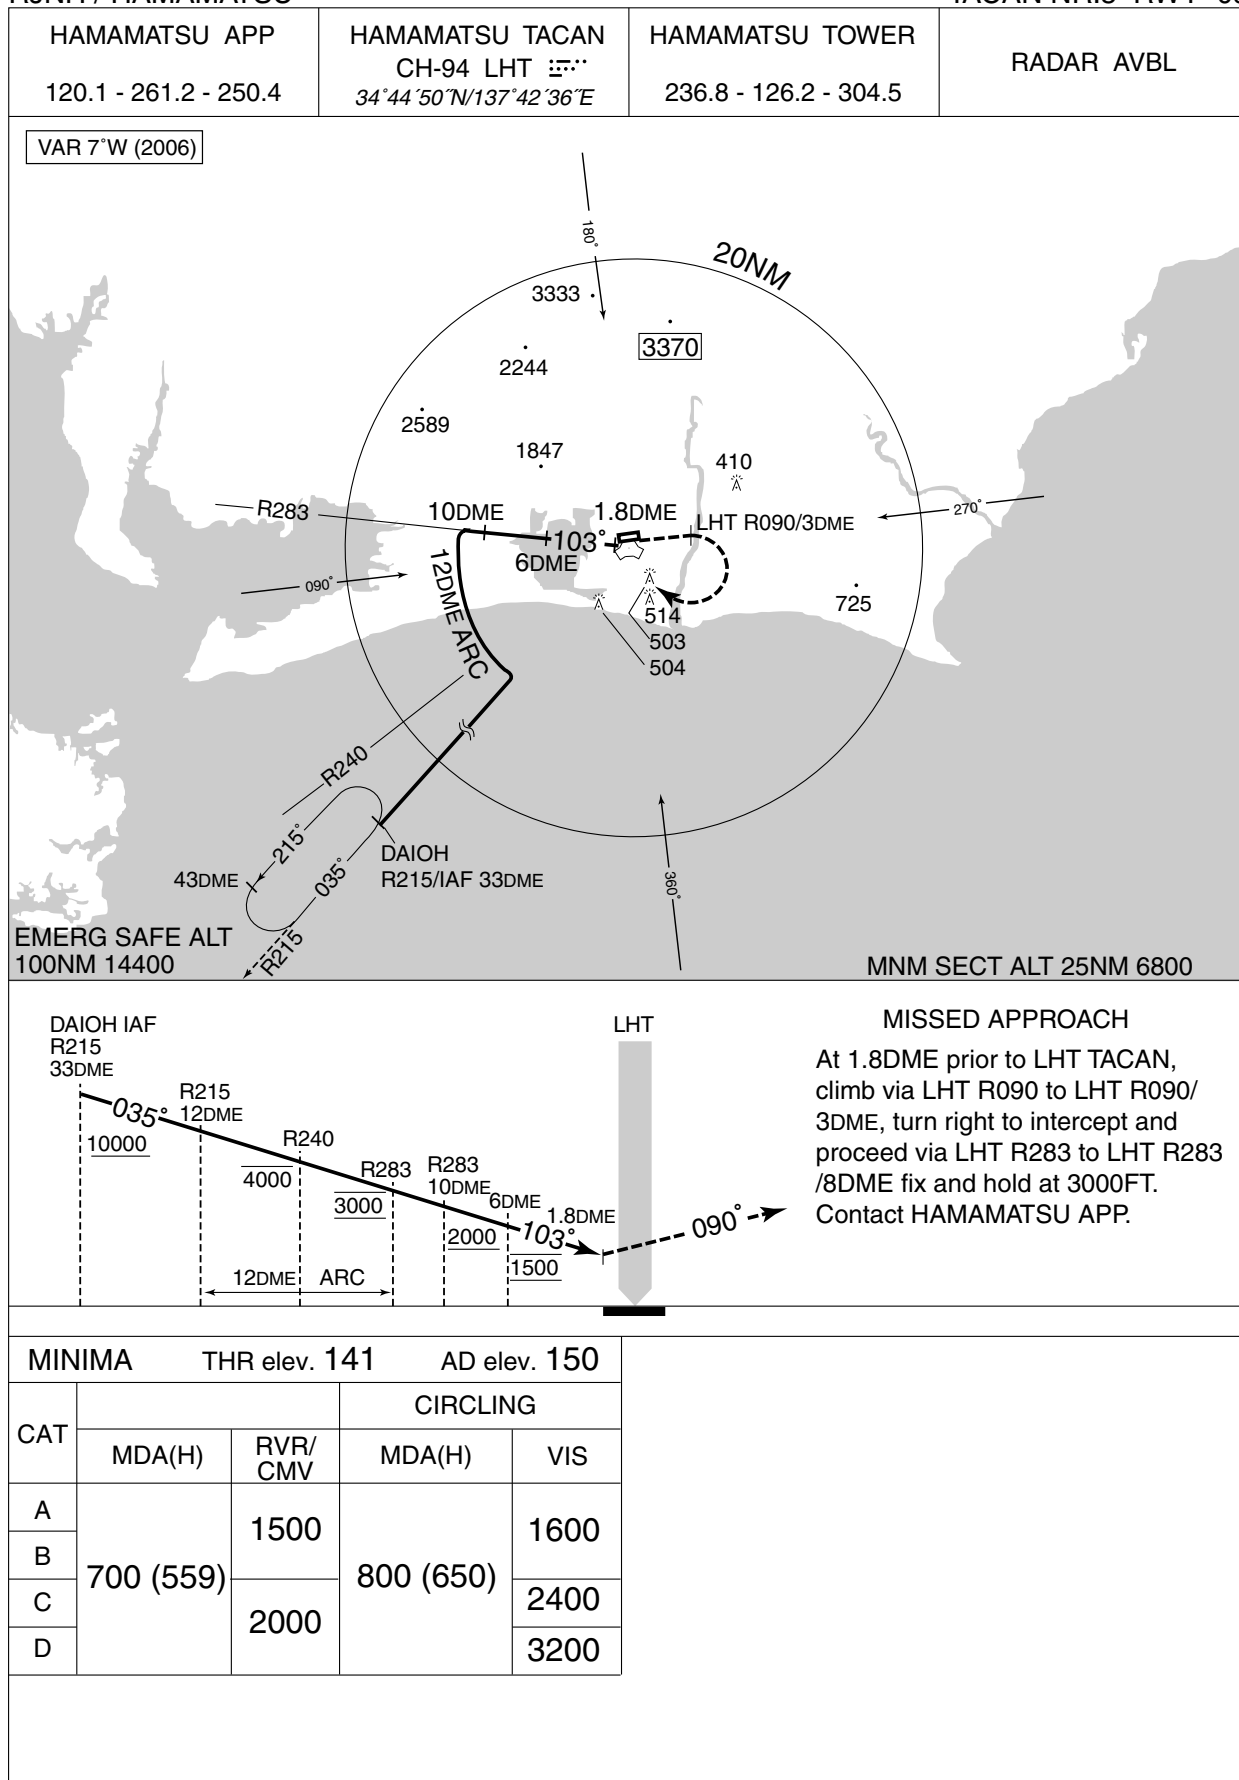 HAMAMATSU APP
120.1 - 261.2 - 250.4
HAMAMATSU TACAN
CH-94 LHT
34°44´50˝N/137°42´36˝E
HAMAMATSU TOWER
236.8 - 126.2 - 304.5
RADAR AVBL
VAR 7°W (2006)
180°
20NM
3333
3370
2244
2589
1847
410
R283
10DME
1.8DME
LHT R090/3DME
270°
103°
6DME
090°
12DME ARC
725
514
503
504
R240
215°
035°
43DME
DAIOH
R215/IAF 33DME
360°
R215
EMERG SAFE ALT
100NM 14400
MNM SECT ALT 25NM 6800
DAIOH IAF
R215
33DME
035°
10000
R215
12DME
R240
4000
R283
3000
R283
10DME
2000
6DME
103°
1.8DME
1500
12DME ARC
LHT
090°
MISSED APPROACH
At 1.8DME prior to LHT TACAN,
climb via LHT R090 to LHT R090/
3DME, turn right to intercept and
proceed via LHT R283 to LHT R283
/8DME fix and hold at 3000FT.
Contact HAMAMATSU APP.
MINIMA THR elev. 141 AD elev. 150
CAT
CIRCLING
MDA(H)
RVR/
CMV
MDA(H)
VIS
A
B
C
D
700 (559)
1500
2000
800 (650)
1600
2400
3200